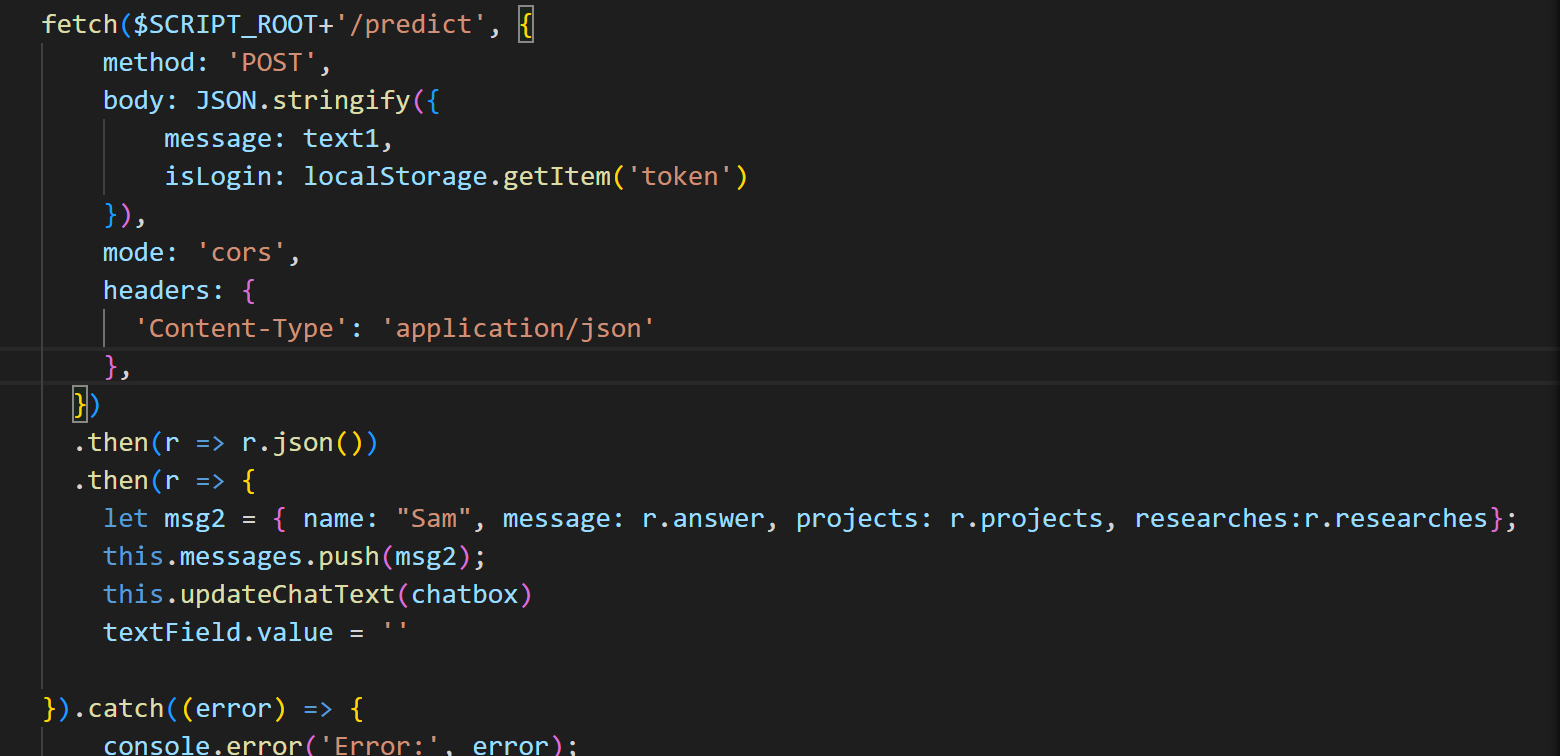 fetch($SCRIPT_ROOT+'/predict', {
method: 'POST',
body: JSON.stringify({
message: text1,
isLogin: localStorage.getItem('token')
}),
mode: 'cors',
headers: {
'Content-Type': 'application/json'
},
})
.then(r => r.json())
.then(r => {
let msg2 = { name: "Sam", message: r.answer, projects: r.projects, researches:r.researches};
this.messages.push(msg2);
this.updateChatText(chatbox)
textField.value = ''
}).catch((error) => {
console.error('Error:', error);